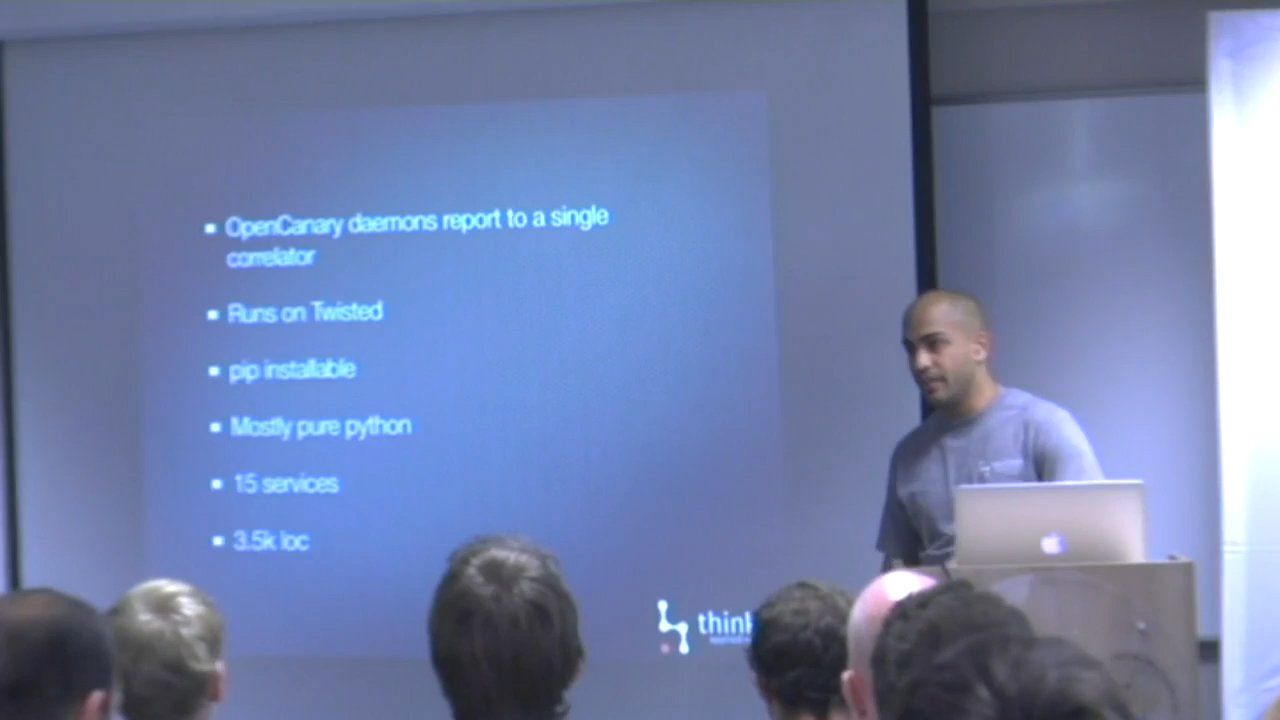 OpenCanary daemons report to a single
correlator
Runs on Twisted
pip installable
Mostly pure python
15 services
3.5k loc